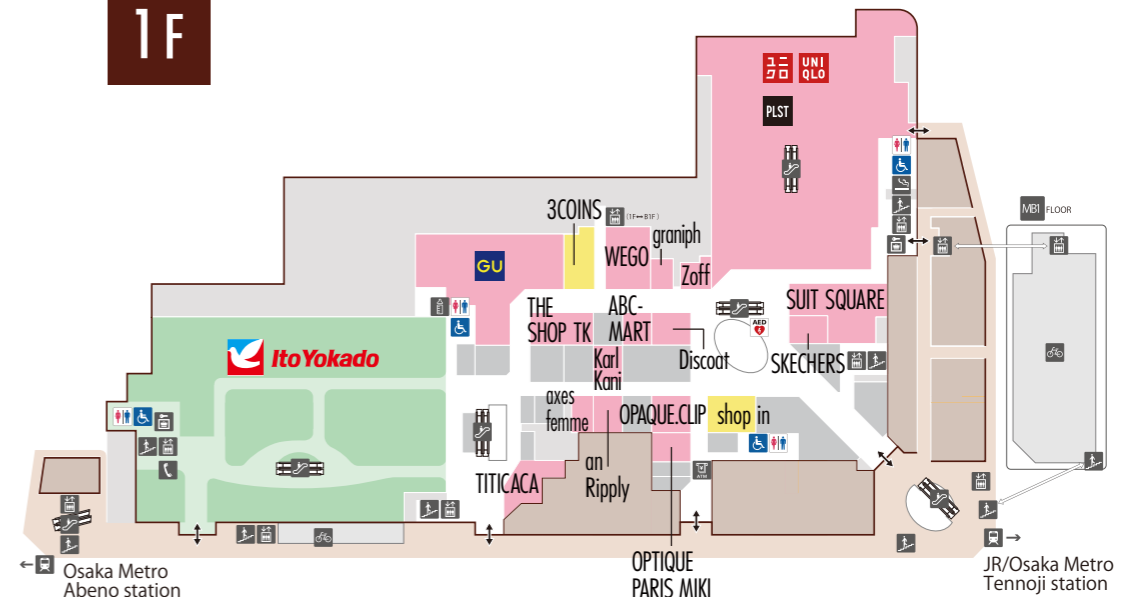 1F
ユニ
クロ
UNI
QLO
PLST
MB1 FLOOR
3COINS
(1F↔B1F)
graniph
WEGO
Zoff
GU
THE
SHOP TK
ABC-
MART
AED
SUIT SQUARE
Discoat
SKECHERS
ItoYokado
Karl
Kani
axes
femme
OPAQUE.CLIP
shop in
an
Ripply
TITICACA
ATM
OPTIQUE
PARIS MIKI
← Osaka Metro
Abeno station
→
JR/Osaka Metro
Tennoji station